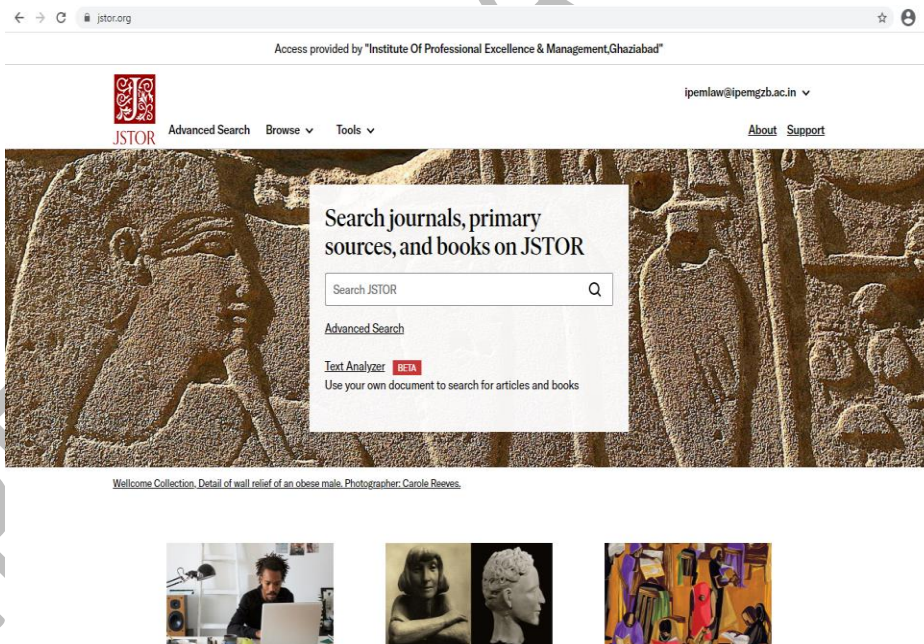 jstor.org
Access provided by "Institute Of Professional Excellence & Management,Ghaziabad"
ipemlaw@ipemgzb.ac.in
JSTOR
Advanced Search Browse Tools
About Support
Search journals, primary
sources, and books on JSTOR
Search JSTOR
Advanced Search
Text Analyzer BETA
Use your own document to search for articles and books
Wellcome Collection, Detail of wall relief of an obese male. Photographer: Carole Reeves.